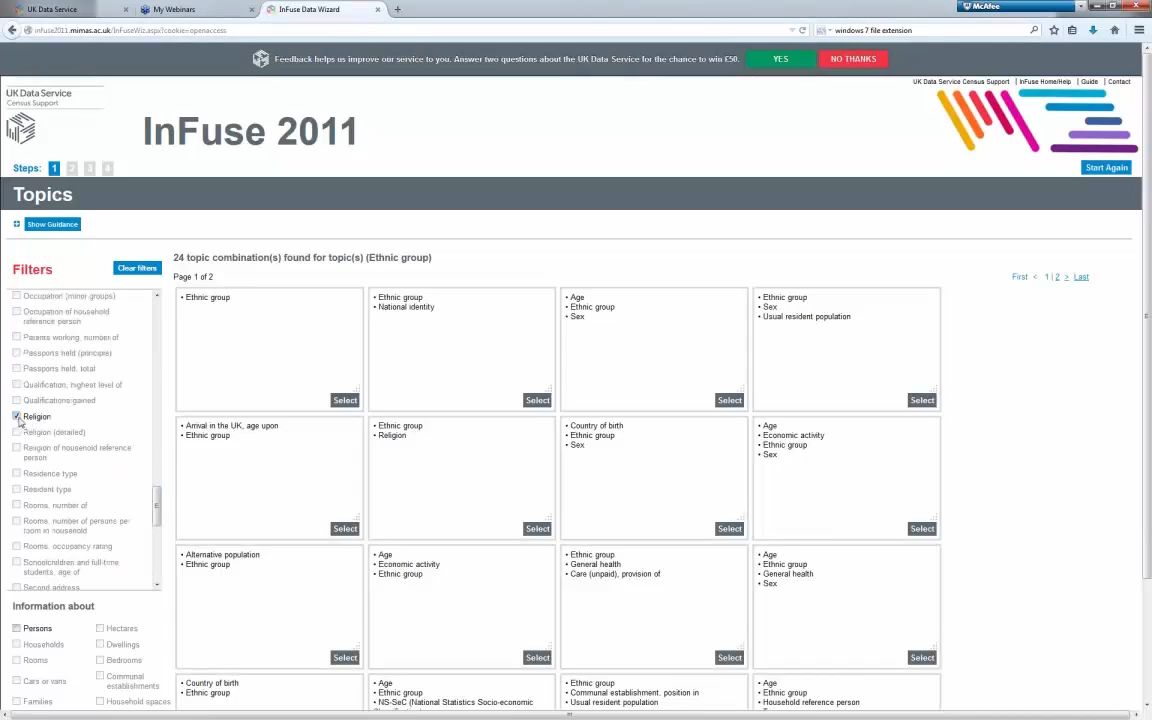 UK Data Service
My Webinars
InFuse Data Wizard
McAfee
infuse2011.mimas.ac.uk/InFuseWiz.aspx?cookie=openaccess
windows 7 file extension
Feedback helps us improve our service to you. Answer two questions about the UK Data Service for the chance to win £50.
YES
NO THANKS
UK Data Service Census Support | InFuse Home/Help | Guide | Contact
UK Data Service
Census Support
InFuse 2011
Steps: 1 2 3 4
Start Again
Topics
Show Guidance
Filters
Clear filters
Occupation (minor groups)
Occupation of household
reference person
Parents working, number of
Passports held (principle)
Passports held, total
Qualification, highest level of
Qualifications gained
Religion
Religion (detailed)
Religion of household reference
person
Residence type
Resident type
Rooms, number of
Rooms, number of persons per
room in household
Rooms, occupancy rating
Schoolchildren and full-time
students, age of
Second address
Information about
Persons
Hectares
Households
Dwellings
Rooms
Bedrooms
Cars or vans
Communal
establishments
Families
Household spaces
24 topic combination(s) found for topic(s) (Ethnic group)
Page 1 of 2
First < 1 | 2 > Last
• Ethnic group
Select
• Ethnic group
• National identity
Select
• Age
• Ethnic group
• Sex
Select
• Ethnic group
• Sex
• Usual resident population
Select
• Arrival in the UK, age upon
• Ethnic group
Select
• Ethnic group
• Religion
Select
• Country of birth
• Ethnic group
• Sex
Select
• Age
• Economic activity
• Ethnic group
• Sex
Select
• Alternative population
• Ethnic group
Select
• Age
• Economic activity
• Ethnic group
Select
• Ethnic group
• General health
• Care (unpaid), provision of
Select
• Age
• Ethnic group
• General health
• Sex
Select
• Country of birth
• Ethnic group
• Age
• Ethnic group
• NS-SeC (National Statistics Socio-economic
• Ethnic group
• Communal establishment, position in
• Usual resident population
• Age
• Ethnic group
• Household reference person